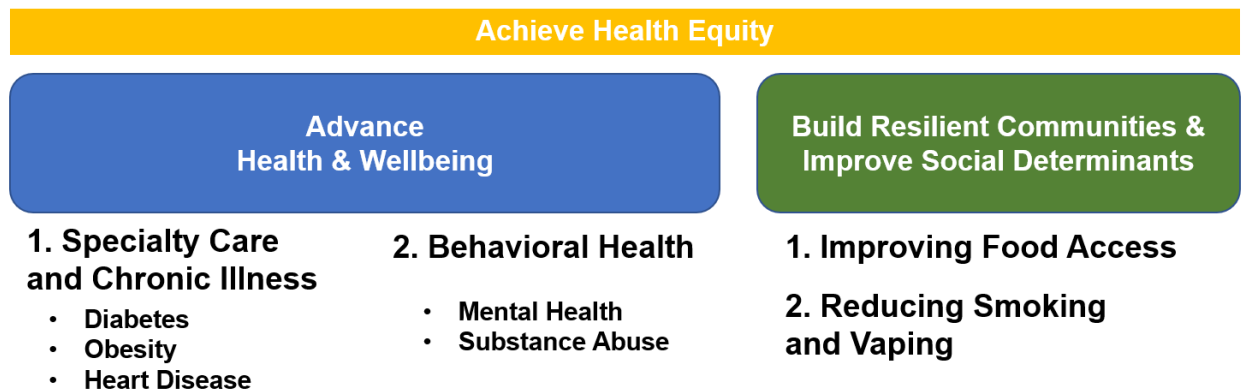 Achieve Health Equity
Advance
Health & Wellbeing
1. Specialty Care
and Chronic Illness
• Diabetes
• Obesity
• Heart Disease
2. Behavioral Health
• Mental Health
• Substance Abuse
Build Resilient Communities &
Improve Social Determinants
1. Improving Food Access
2. Reducing Smoking
and Vaping